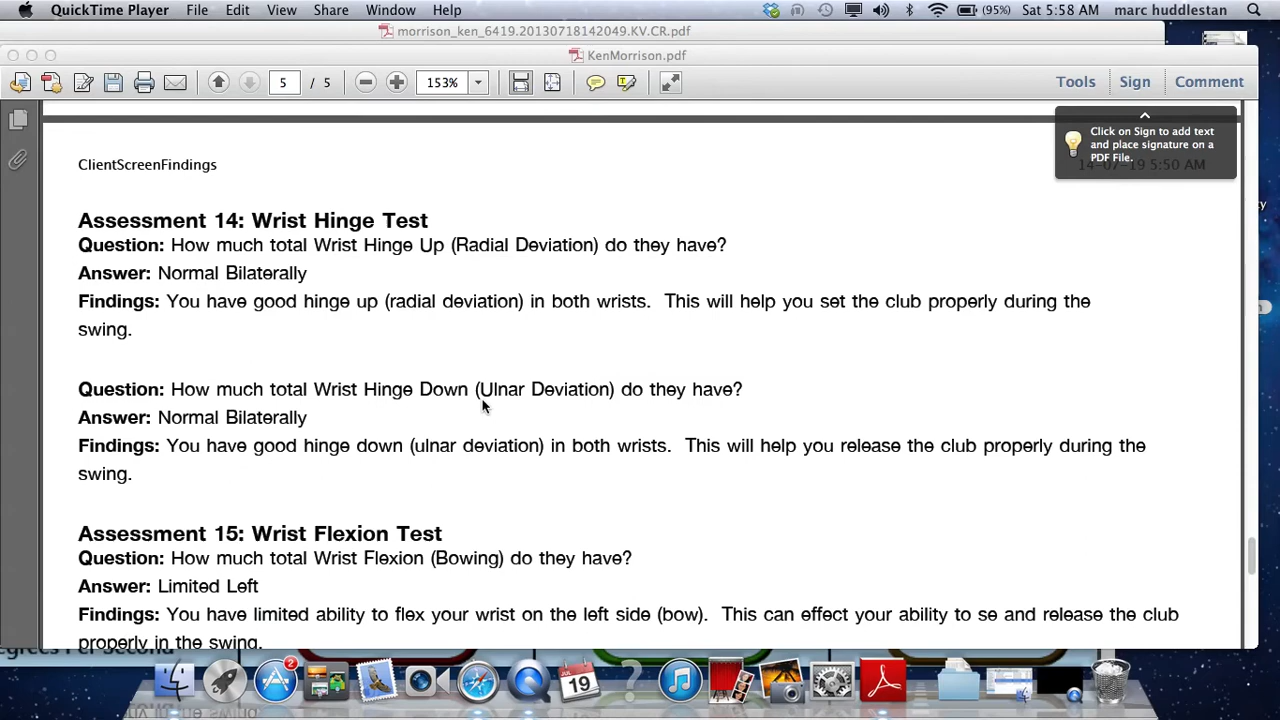 QuickTime Player File Edit View Share Window Help (95%) Sat 5:58 AM marc huddlestan
morrison_ken_6419.20130718142049.KV.CR.pdf
KenMorrison.pdf
5 / 5 153% Tools Sign Comment
Click on Sign to add text
and place signature on a
PDF File.
ClientScreenFindings 14-07-19 5:50 AM
Assessment 14: Wrist Hinge Test
Question: How much total Wrist Hinge Up (Radial Deviation) do they have?
Answer: Normal Bilaterally
Findings: You have good hinge up (radial deviation) in both wrists. This will help you set the club properly during the
swing.
Question: How much total Wrist Hinge Down (Ulnar Deviation) do they have?
Answer: Normal Bilaterally
Findings: You have good hinge down (ulnar deviation) in both wrists. This will help you release the club properly during the
swing.
Assessment 15: Wrist Flexion Test
Question: How much total Wrist Flexion (Bowing) do they have?
Answer: Limited Left
Findings: You have limited ability to flex your wrist on the left side (bow). This can effect your ability to se and release the club
properly in the swing.
2
JUL
19